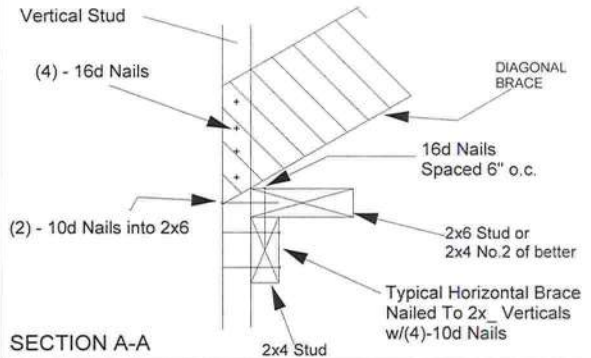 Vertical Stud
(4) - 16d Nails
DIAGONAL
BRACE
16d Nails
Spaced 6" o.c.
(2) - 10d Nails into 2x6
2x6 Stud or
2x4 No.2 of better
Typical Horizontal Brace
Nailed To 2x_ Verticals
w/(4)-10d Nails
SECTION A-A
2x4 Stud